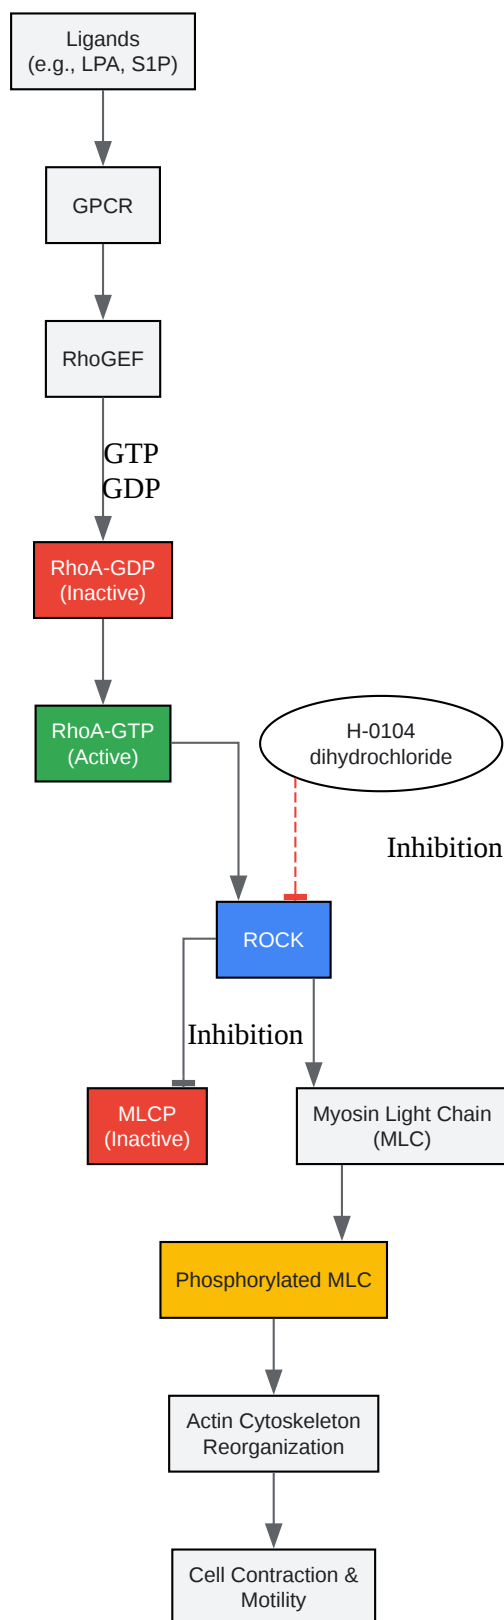 Ligands
(e.g., LPA, S1P)
GPCR
RhoGEF
GTP
GDP
RhoA-GDP
(Inactive)
RhoA-GTP
(Active)
H-0104
dihydrochloride
Inhibition
ROCK
Inhibition
MLCP
(Inactive)
Myosin Light Chain
(MLC)
Phosphorylated MLC
Actin Cytoskeleton
Reorganization
Cell Contraction &
Motility